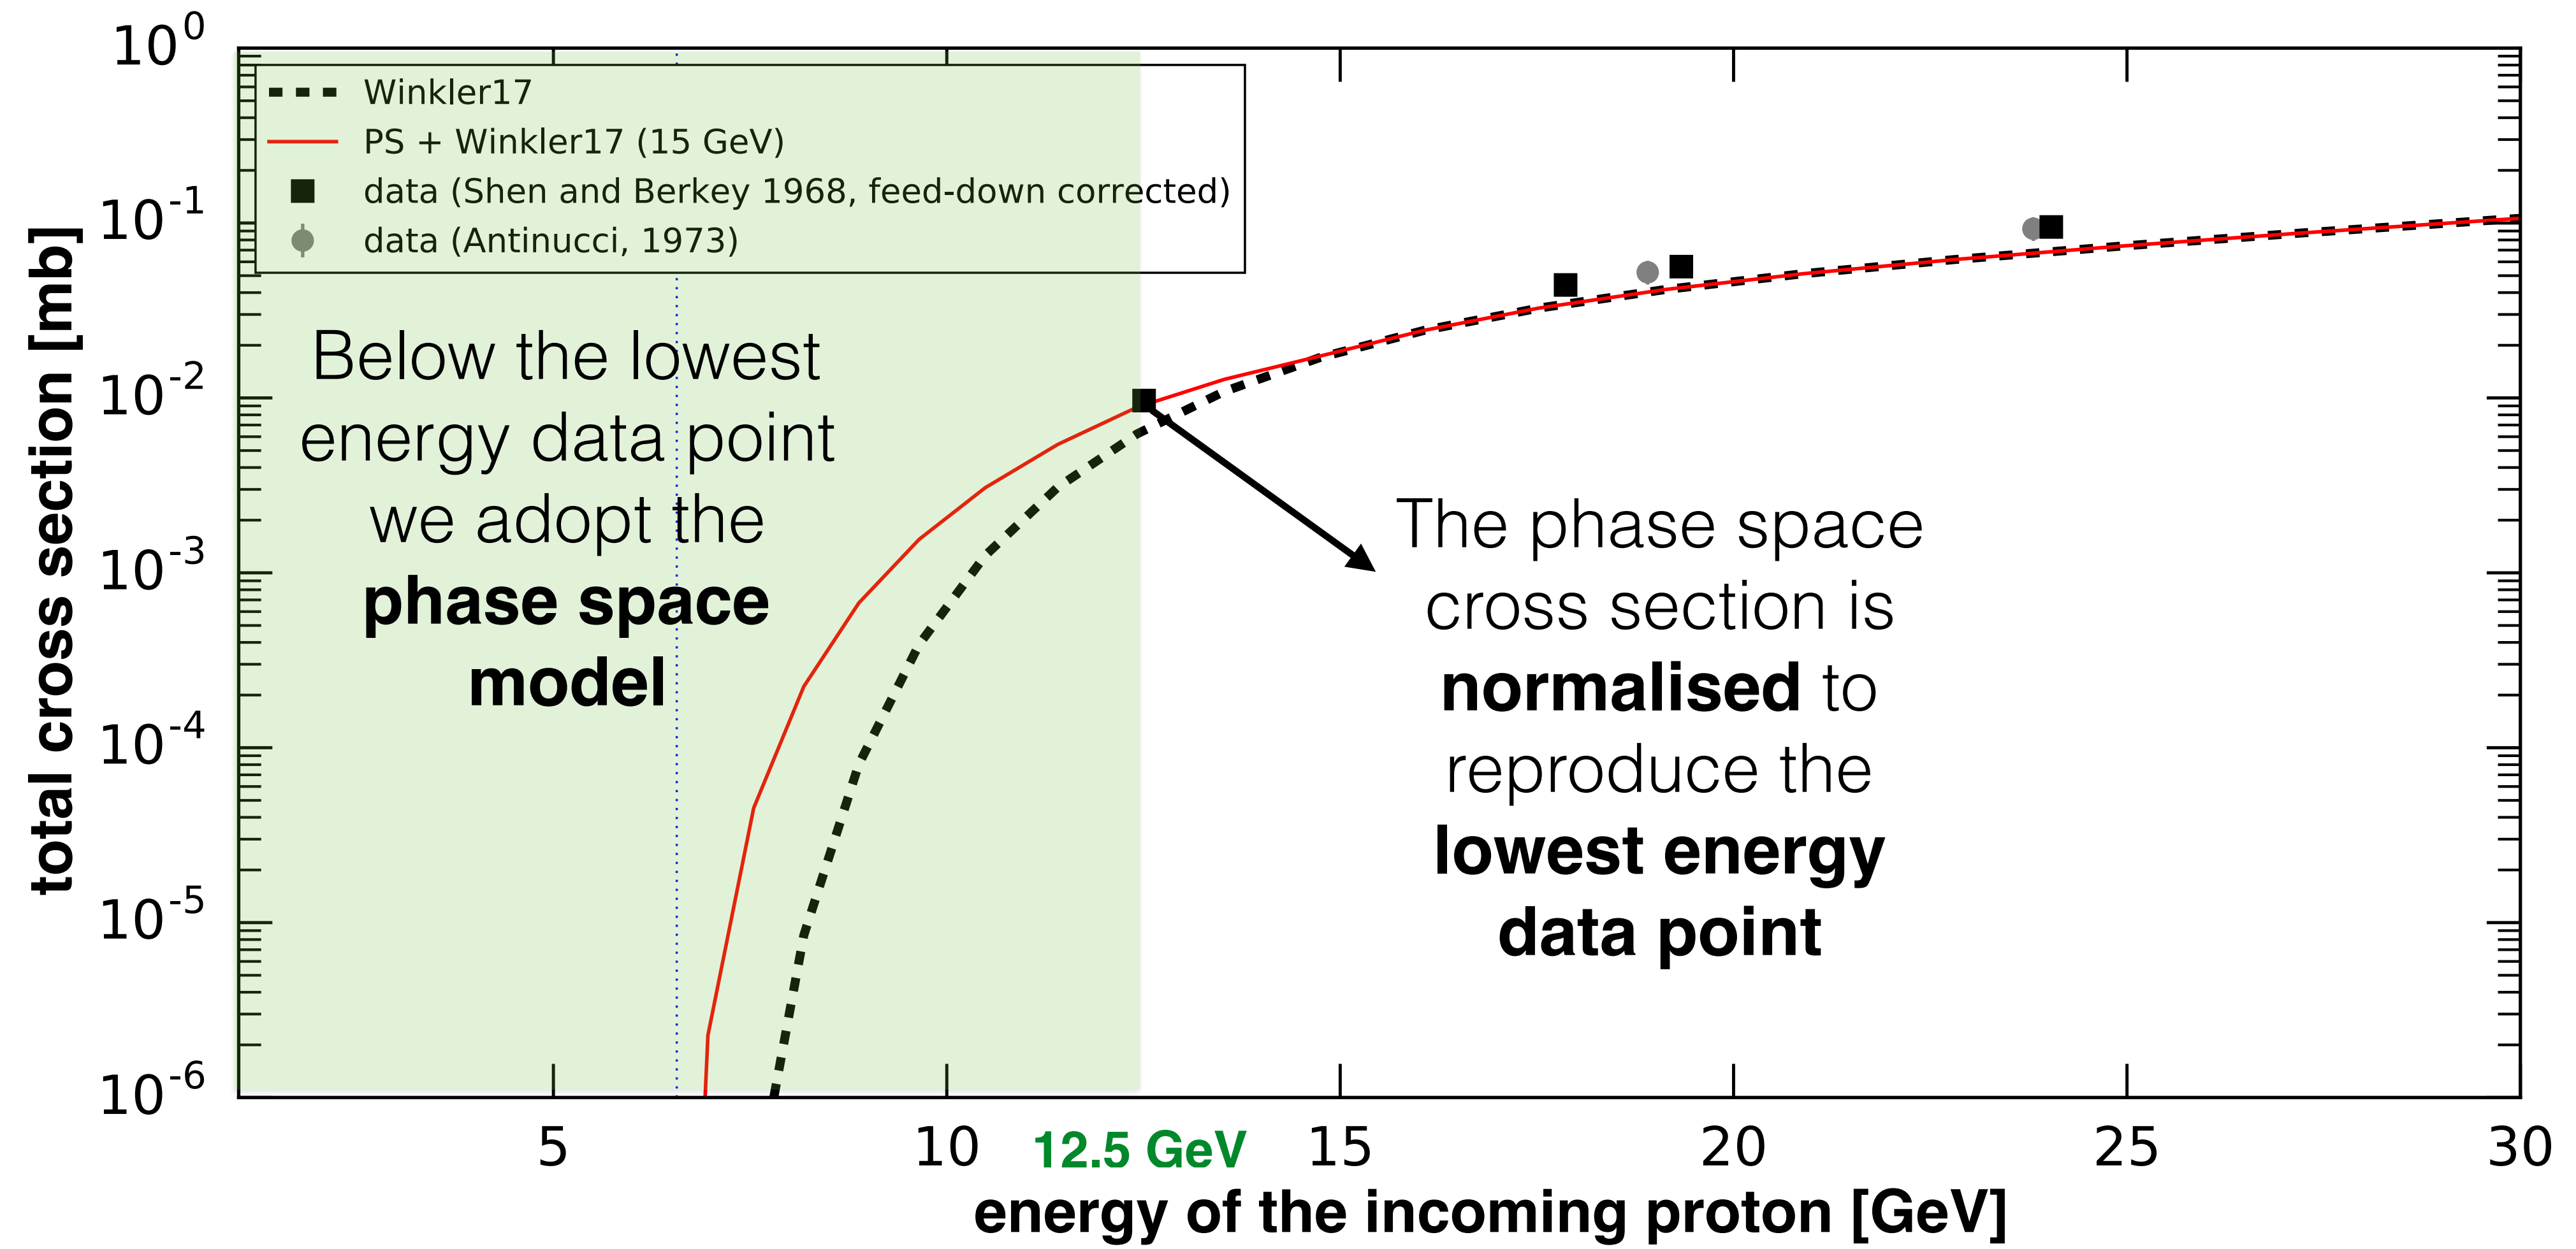 10^0
10^-1
10^-2
10^-3
10^-4
10^-5
10^-6
total cross section [mb]
Winkler17
PS + Winkler17 (15 GeV)
data (Shen and Berkey 1968, feed-down corrected)
data (Antinucci, 1973)
Below the lowest
energy data point
we adopt the
phase space
model
The phase space
cross section is
normalised to
reproduce the
lowest energy
data point
5 10 12.5 GeV 15 20 25 30
energy of the incoming proton [GeV]